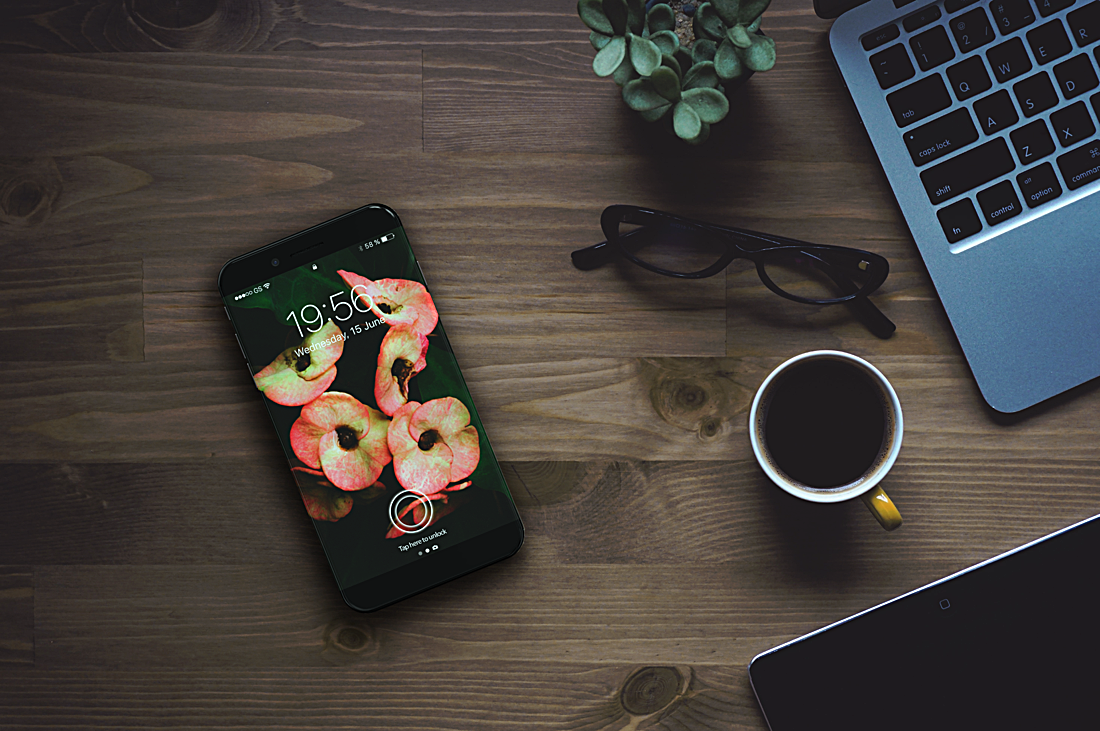 ●●●○○ GS
58 %
19:56
Wednesday, 15 June
Tap here to unlock
~ `
! 1
@ 2
# 3
$ 4
tab
Q
W
E
R
caps lock
A
S
D
shift
Z
X
fn
control
alt option
⌘ command